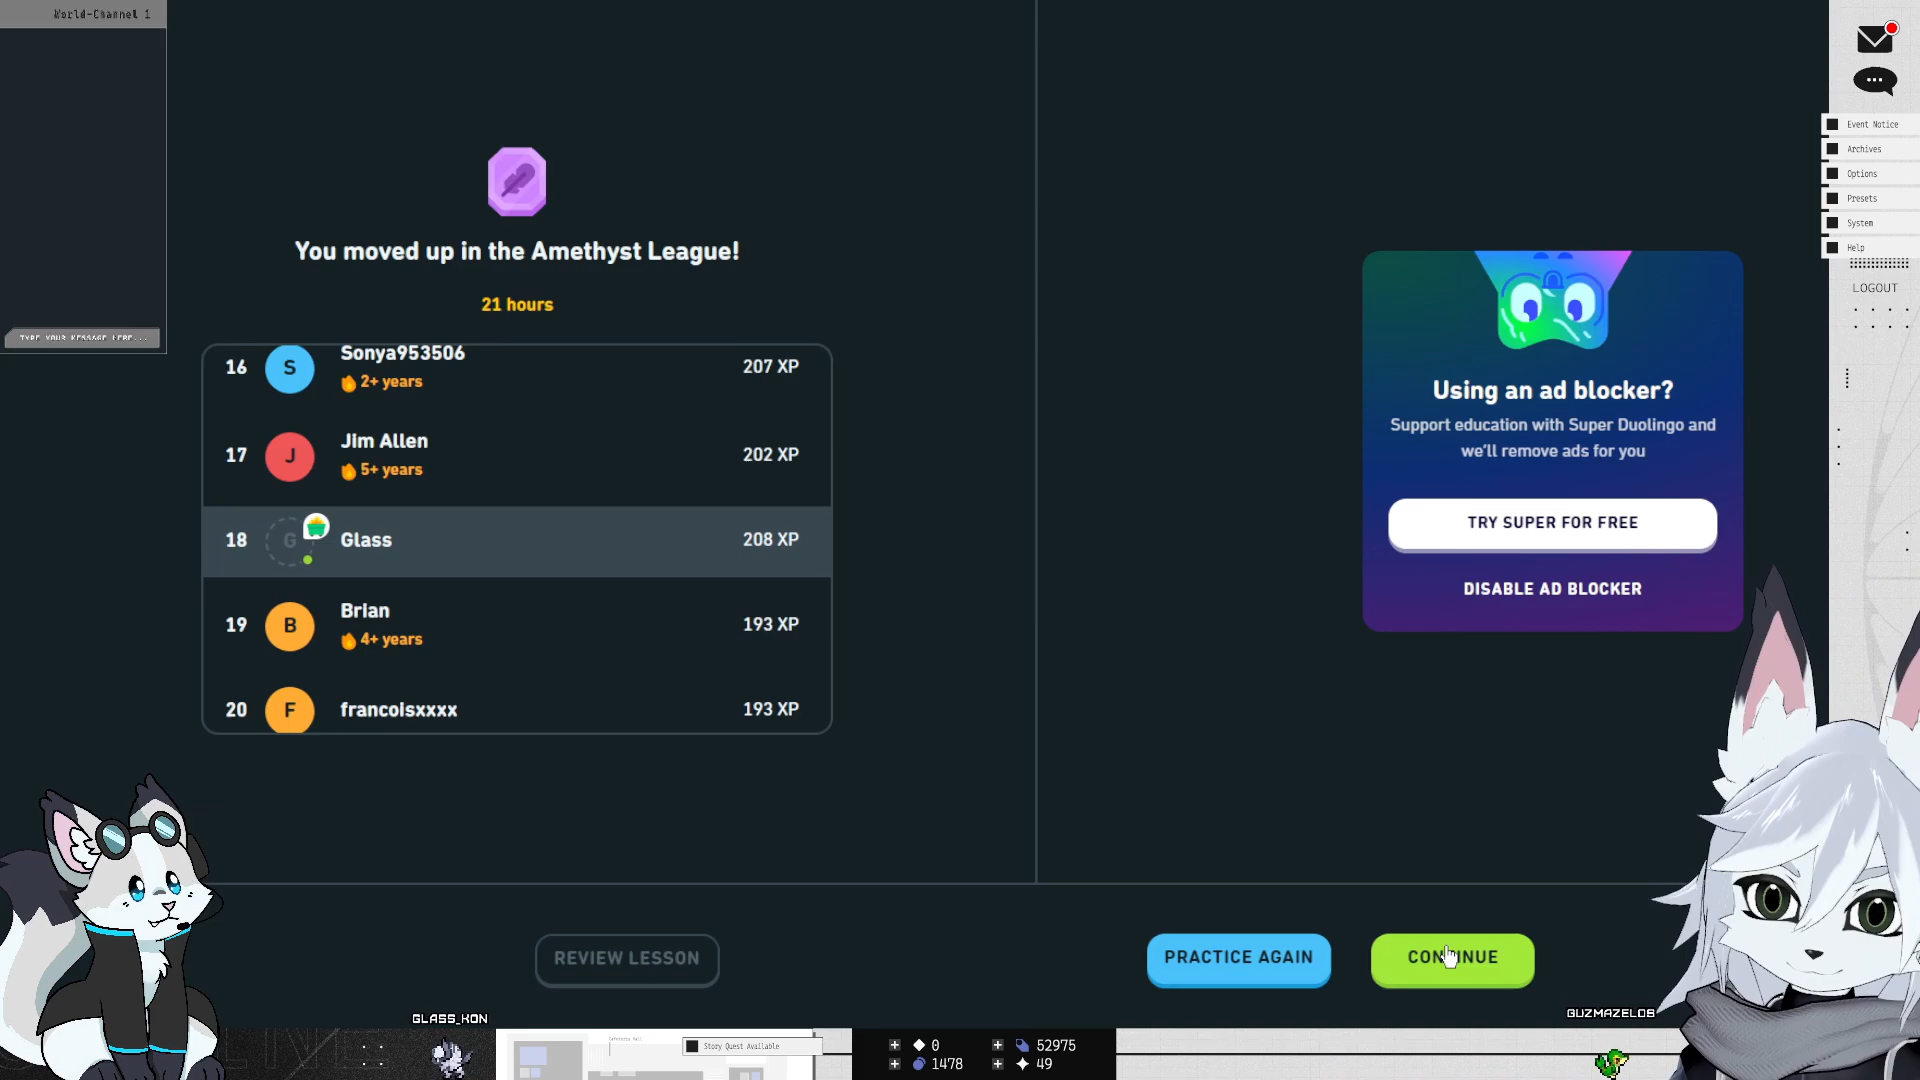 World-Channel 1
TYPE YOUR MESSAGE HERE...
You moved up in the Amethyst League!
21 hours
16 S Sonya953506 207 XP
2+ years
17 J Jim Allen 202 XP
5+ years
18 G Glass 208 XP
19 B Brian 193 XP
4+ years
20 F francoisxxxx 193 XP
Using an ad blocker?
Support education with Super Duolingo and
we'll remove ads for you
TRY SUPER FOR FREE
DISABLE AD BLOCKER
Event Notice
Archives
Options
Presets
System
Help
LOGOUT
REVIEW LESSON
PRACTICE AGAIN
CONTINUE
GLASS_KON
GUZMAZELOB
Story Quest Available
0
52975
1478
49